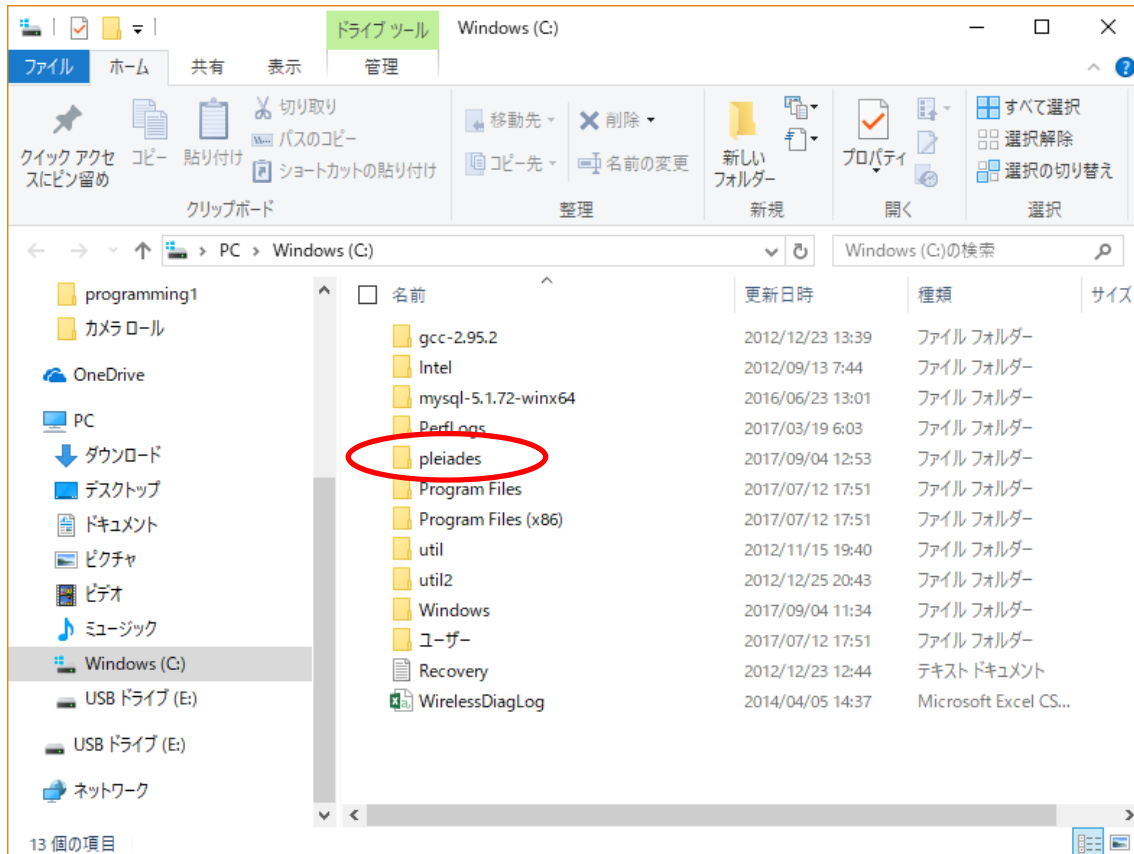 ドライブ ツール Windows (C:)
ファイル ホーム 共有 表示 管理
クイック アクセスにピン留め
コピー
貼り付け
切り取り
パスのコピー
ショートカットの貼り付け
クリップボード
移動先
コピー先
削除
名前の変更
整理
新しいフォルダー
新規
プロパティ
開く
すべて選択
選択解除
選択の切り替え
選択
PC > Windows (C:)
Windows (C:)の検索
programming1
カメラ ロール
OneDrive
PC
ダウンロード
デスクトップ
ドキュメント
ピクチャ
ビデオ
ミュージック
Windows (C:)
USB ドライブ (E:)
USB ドライブ (E:)
ネットワーク
名前 更新日時 種類 サイズ
gcc-2.95.2 2012/12/23 13:39 ファイル フォルダー
Intel 2012/09/13 7:44 ファイル フォルダー
mysql-5.1.72-winx64 2016/06/23 13:01 ファイル フォルダー
PerfLogs 2017/03/19 6:03 ファイル フォルダー
pleiades 2017/09/04 12:53 ファイル フォルダー
Program Files 2017/07/12 17:51 ファイル フォルダー
Program Files (x86) 2017/07/12 17:51 ファイル フォルダー
util 2012/11/15 19:40 ファイル フォルダー
util2 2012/12/25 20:43 ファイル フォルダー
Windows 2017/09/04 11:34 ファイル フォルダー
ユーザー 2017/07/12 17:51 ファイル フォルダー
Recovery 2012/12/23 12:44 テキスト ドキュメント
WirelessDiagLog 2014/04/05 14:37 Microsoft Excel CS...
13 個の項目